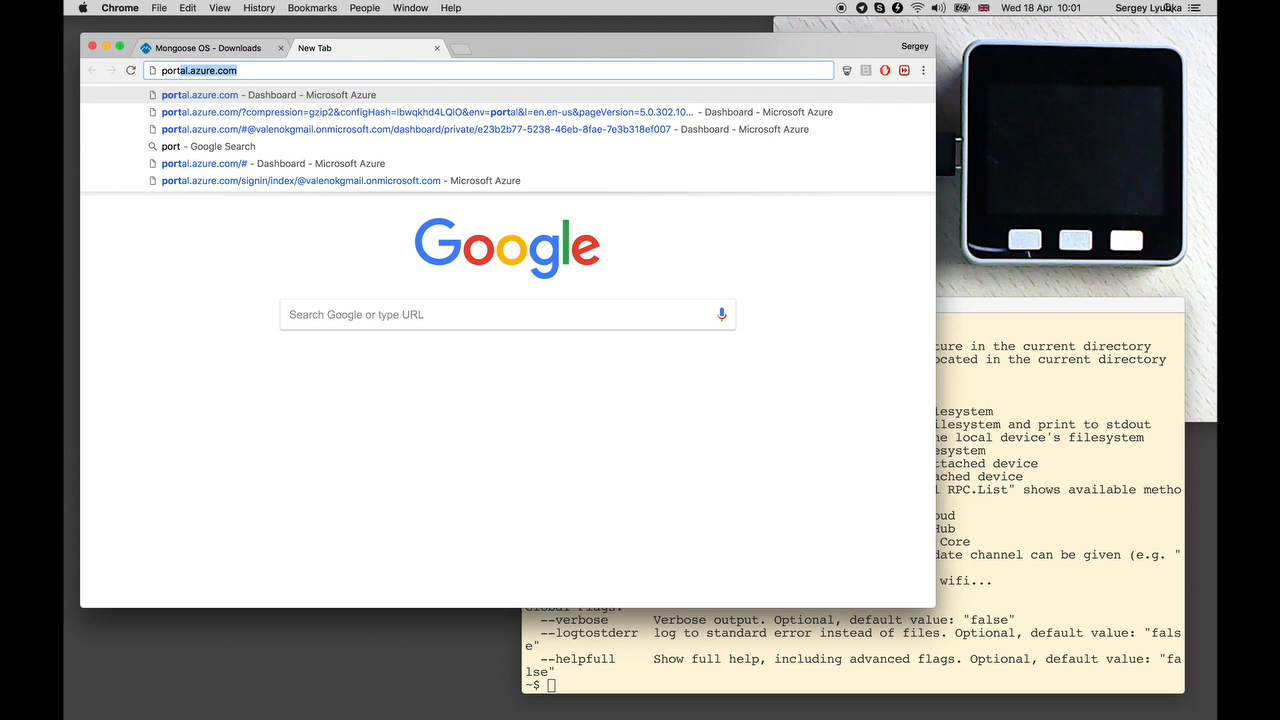 Chrome File Edit View History Bookmarks People Window Help Wed 18 Apr 10:01
Mongoose OS - Downloads New Tab Sergey
portal.azure.com
portal.azure.com – Dashboard - Microsoft Azure
portal.azure.com/?compression=gzip2&configHash=lbwqkhd4LQlO&env=portal&l=en.en-us&pageVersion=5.0.302.10... – Dashboard - Microsoft Azure
portal.azure.com/#@valenokgmail.onmicrosoft.com/dashboard/private/e23b2b77-5238-46eb-8fae-7e3b318ef007 – Dashboard - Microsoft Azure
port – Google Search
portal.azure.com/# – Dashboard - Microsoft Azure
portal.azure.com/signin/index/@valenokgmail.onmicrosoft.com – Microsoft Azure
Google
Search Google or type URL
ture in the current directory
ocated in the current directory
lesystem
ilesystem and print to stdout
he local device's filesystem
esystem
ttached device
ached device
l RPC.List" shows available metho
oud
Hub
Core
date channel can be given (e.g. "
wifi...
Global flags:
--verbose Verbose output. Optional, default value: "false"
--logtostderr log to standard error instead of files. Optional, default value: "fals
e"
--helpfull Show full help, including advanced flags. Optional, default value: "fa
lse"
~$